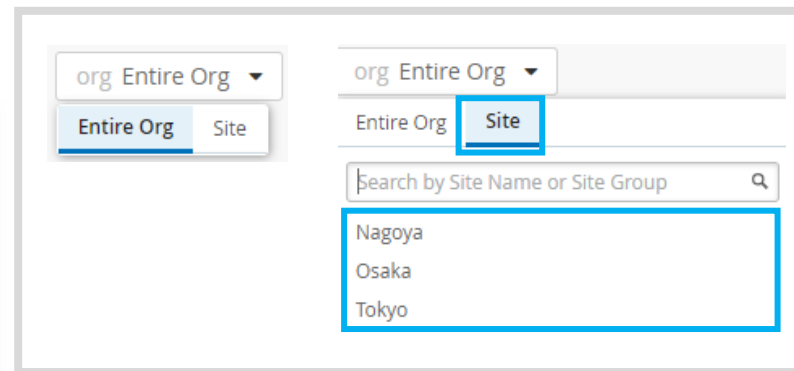 org Entire Org
Entire Org Site
org Entire Org
Entire Org Site
Search by Site Name or Site Group
Nagoya
Osaka
Tokyo